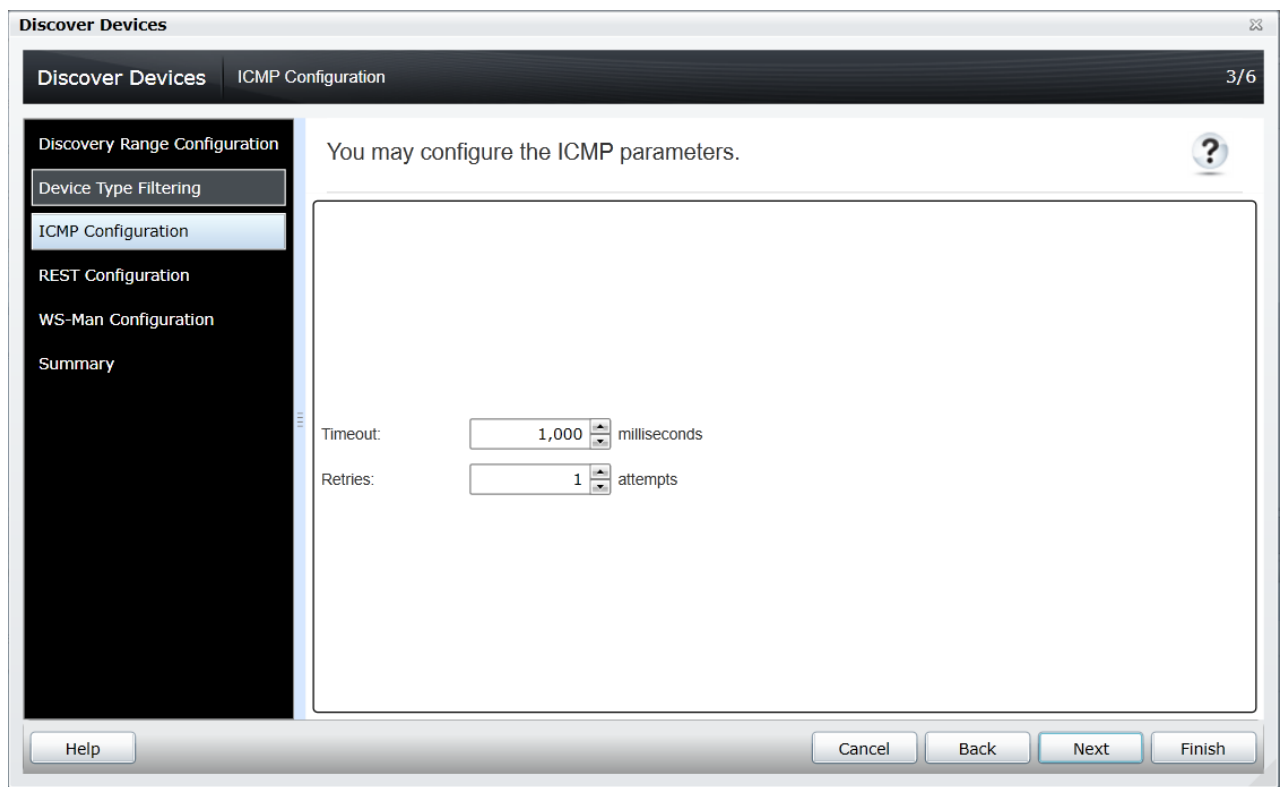 Discover Devices
Discover Devices ICMP Configuration 3/6
Discovery Range Configuration
Device Type Filtering
ICMP Configuration
REST Configuration
WS-Man Configuration
Summary
You may configure the ICMP parameters. ?
Timeout: 1,000 milliseconds
Retries: 1 attempts
Help Cancel Back Next Finish